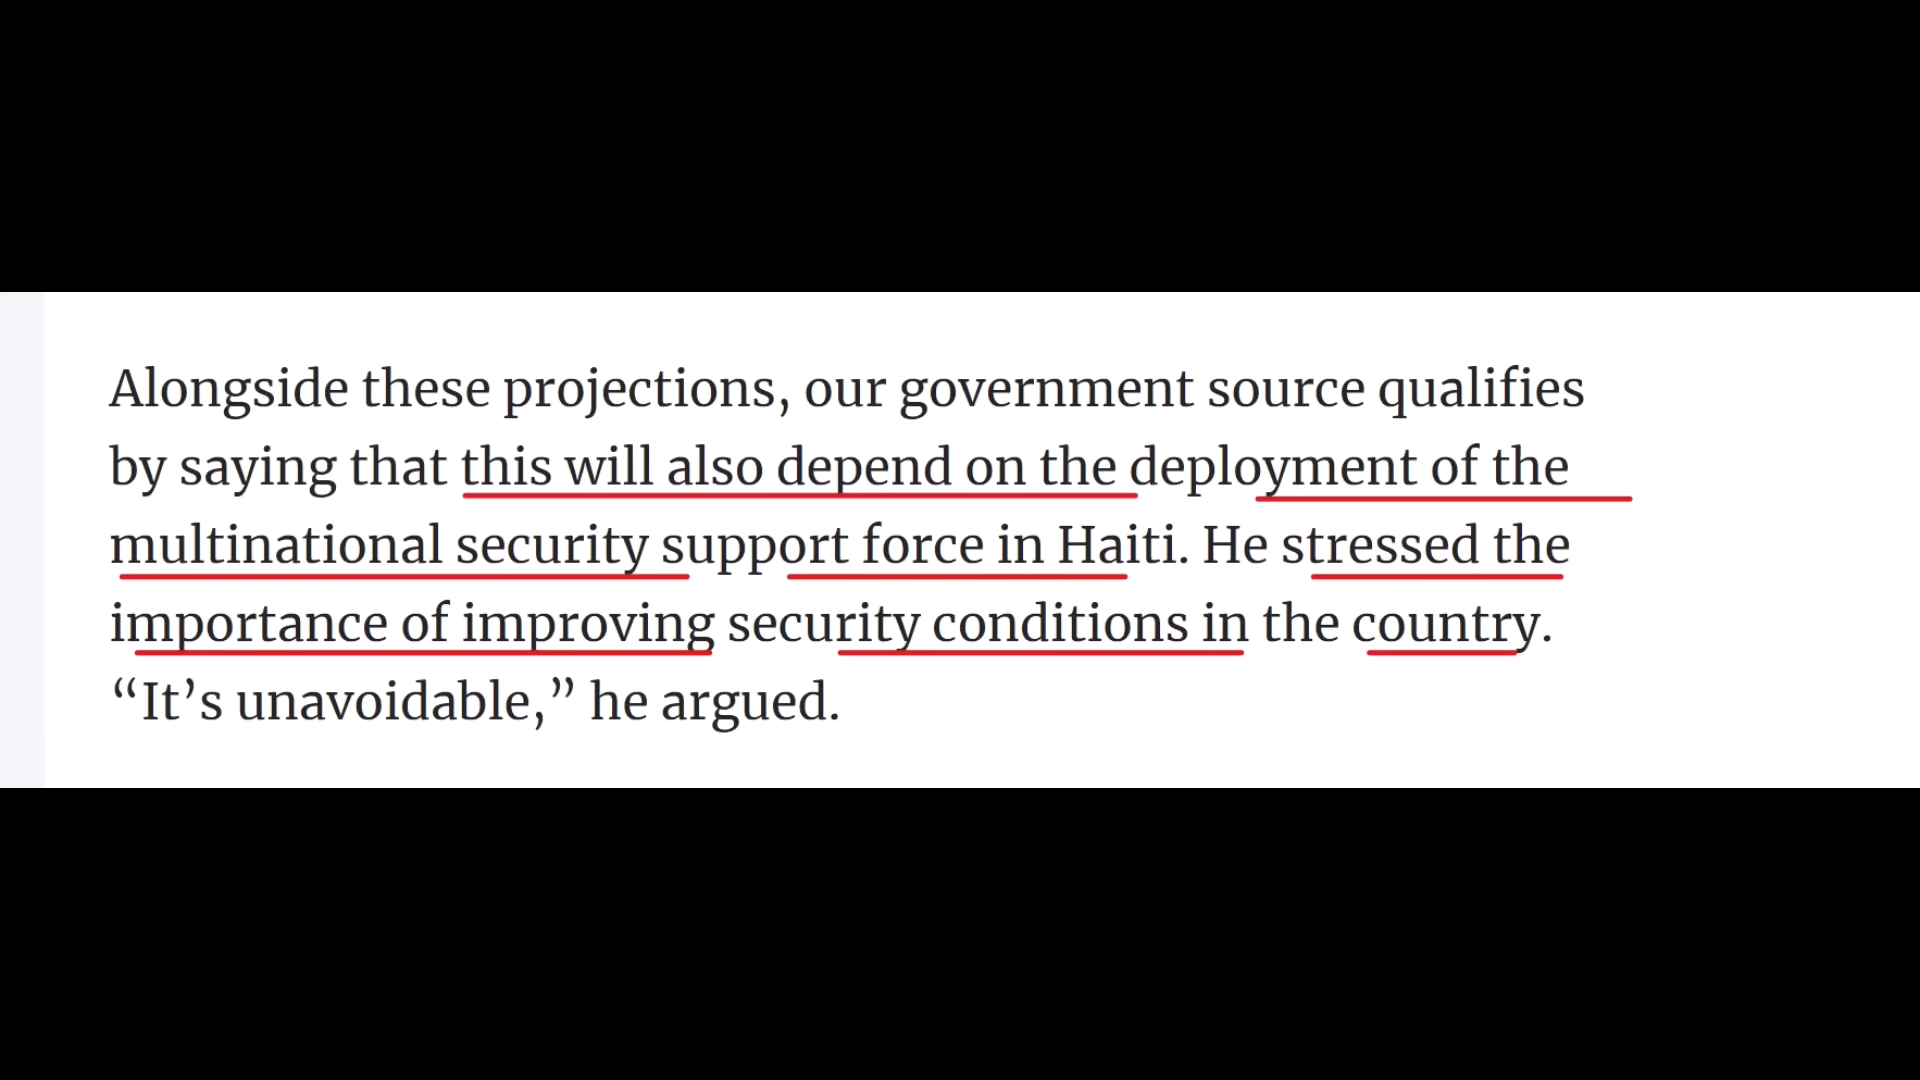 Alongside these projections, our government source qualifies
by saying that this will also depend on the deployment of the
multinational security support force in Haiti. He stressed the
importance of improving security conditions in the country.
“It’s unavoidable,” he argued.